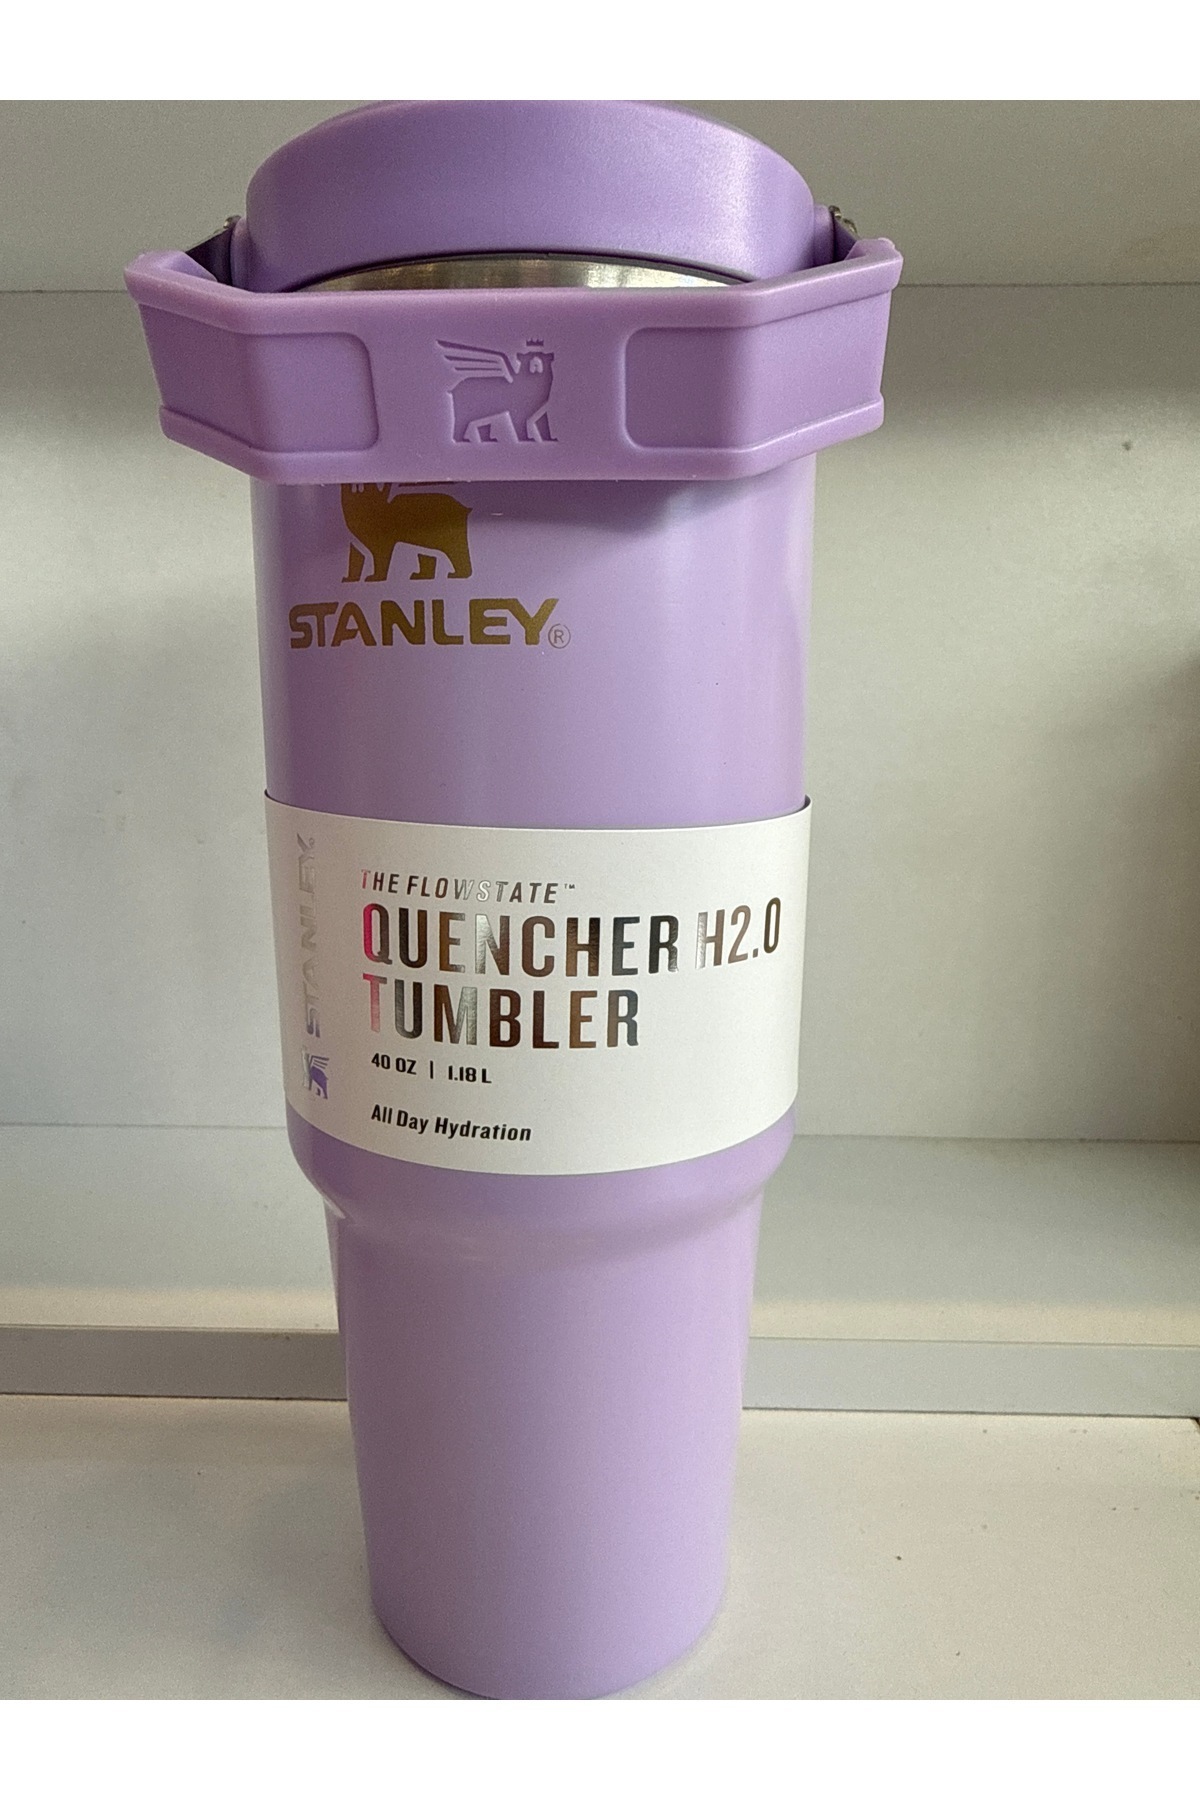 STANLEY®
STANLEY
THE FLOWSTATE™
QUENCHER H2.0
TUMBLER
40 OZ | 1.18 L
All Day Hydration